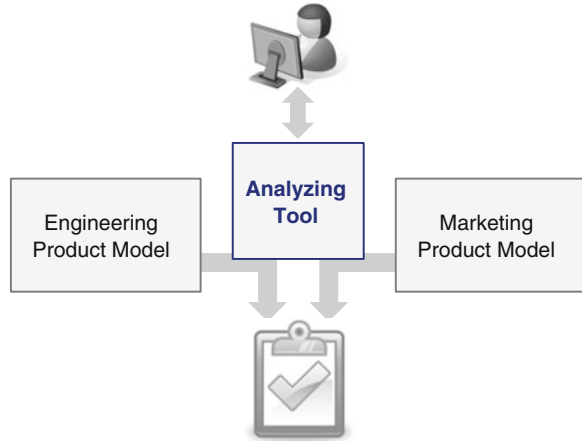 Analyzing
Tool
Engineering
Product Model
Marketing
Product Model